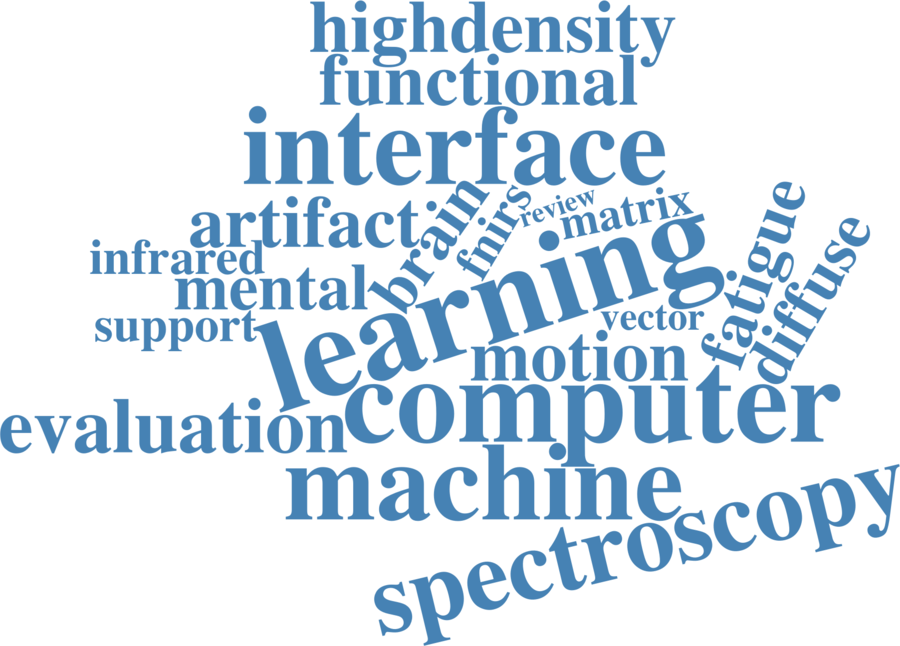 highdensity
functional
interface
brain
fnirs
review
matrix
artifact
infrared
mental
support
learning
vector
fatigue
diffuse
motion
computer
evaluation
machine
spectroscopy